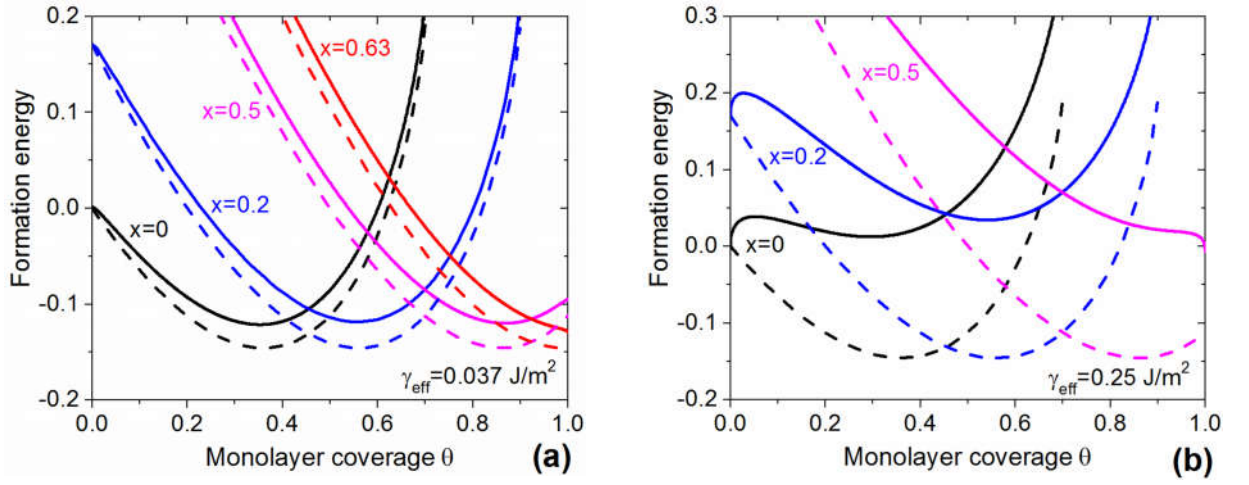 0.2
0.1
0.0
-0.1
-0.2
Formation energy
x=0
x=0.2
x=0.5
x=0.63
γeff=0.037 J/m²
0.0 0.2 0.4 0.6 0.8 1.0
Monolayer coverage θ
(a)
0.3
0.2
0.1
0.0
-0.1
-0.2
Formation energy
x=0.5
x=0.2
x=0
γeff=0.25 J/m²
0.0 0.2 0.4 0.6 0.8 1.0
Monolayer coverage θ
(b)